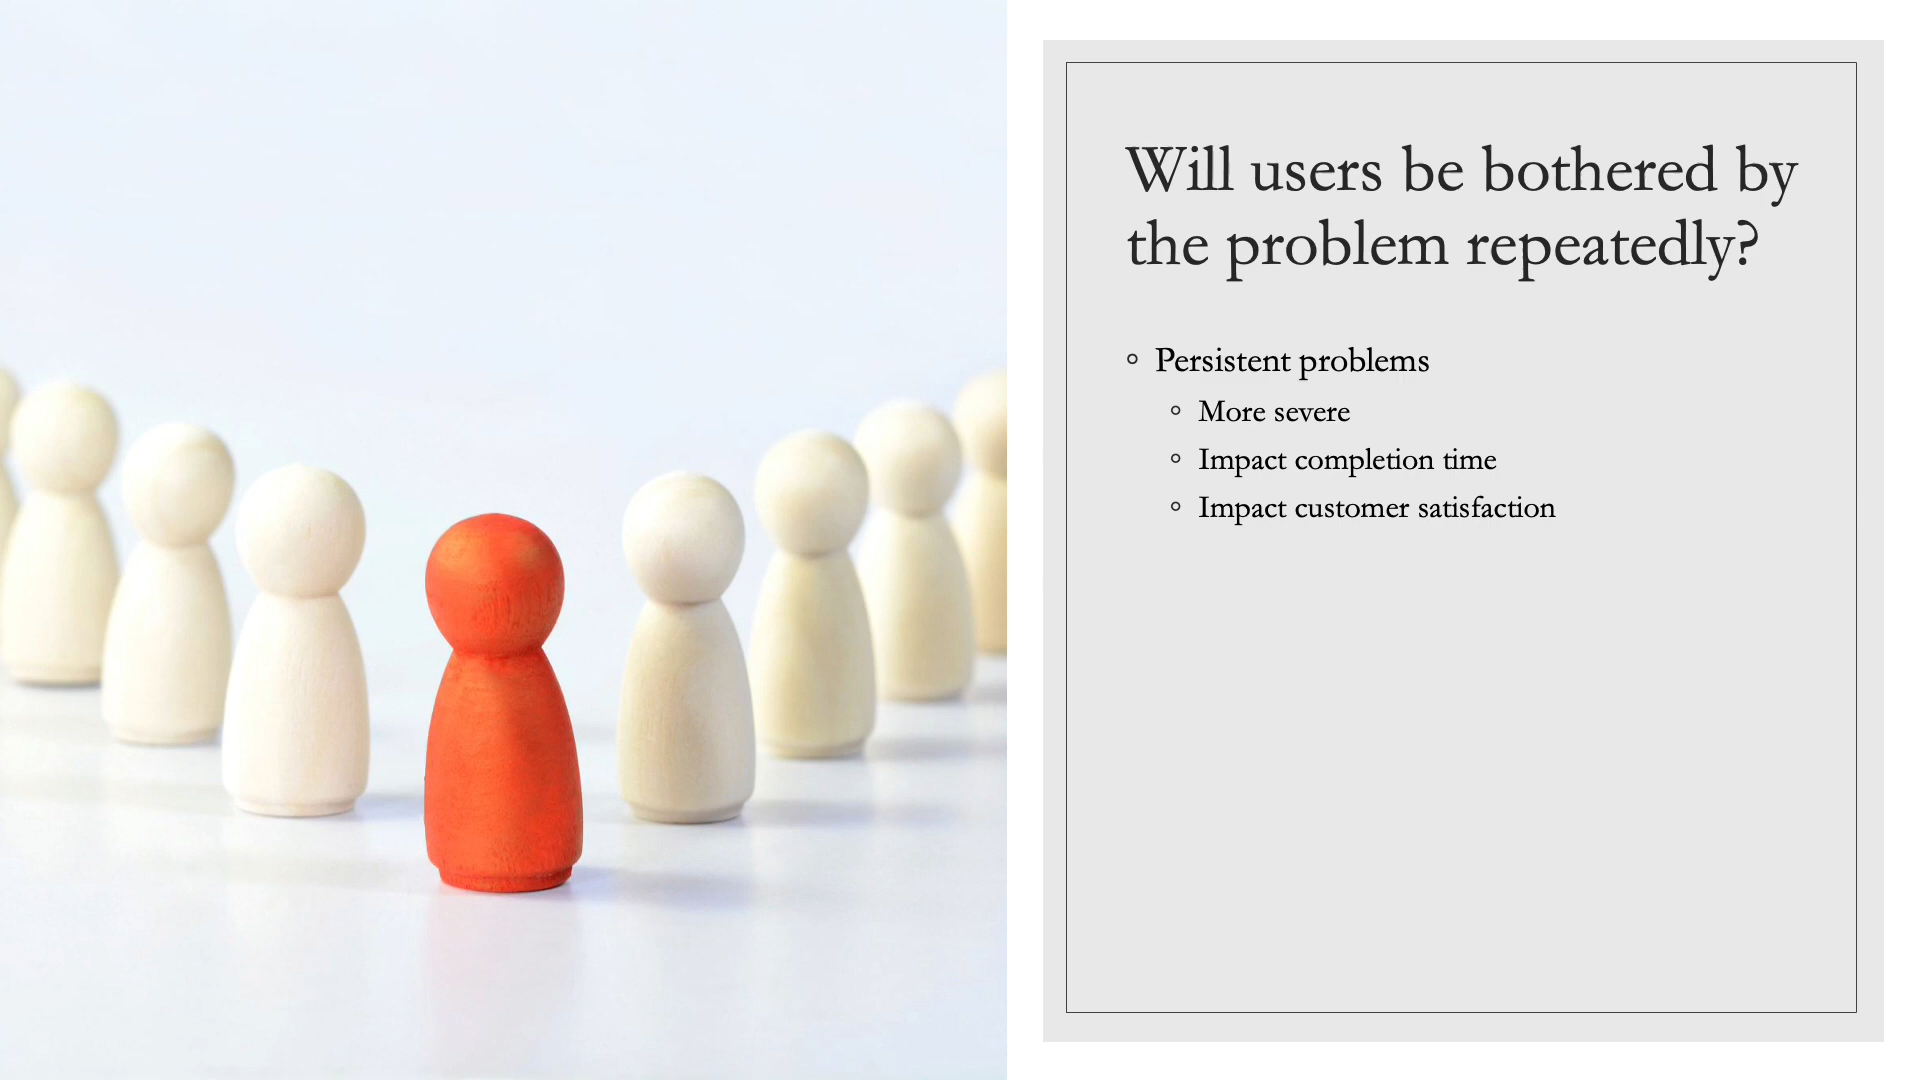 Will users be bothered by
the problem repeatedly?
Persistent problems
More severe
Impact completion time
Impact customer satisfaction